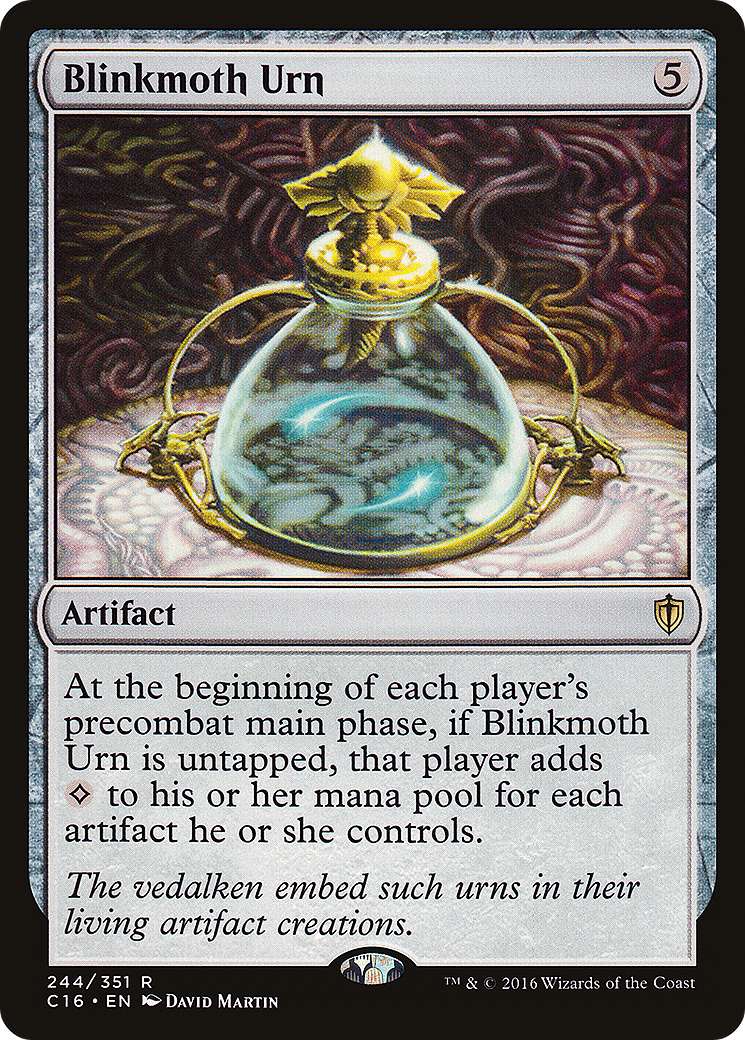 Blinkmoth Urn 5
Artifact
At the beginning of each player's
precombat main phase, if Blinkmoth
Urn is untapped, that player adds
to his or her mana pool for each
artifact he or she controls.
The vedalken embed such urns in their
living artifact creations.
244/351 R
C16 • EN DAVID MARTIN
™ & © 2016 Wizards of the Coast